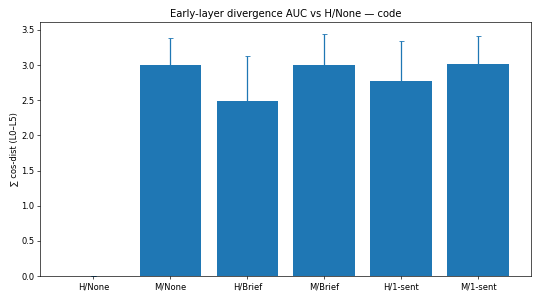 Early-layer divergence AUC vs H/None — code
3.5
3.0
2.5
2.0
1.5
1.0
0.5
0.0
∑ cos-dist (L0–L5)
H/None M/None H/Brief M/Brief H/1-sent M/1-sent